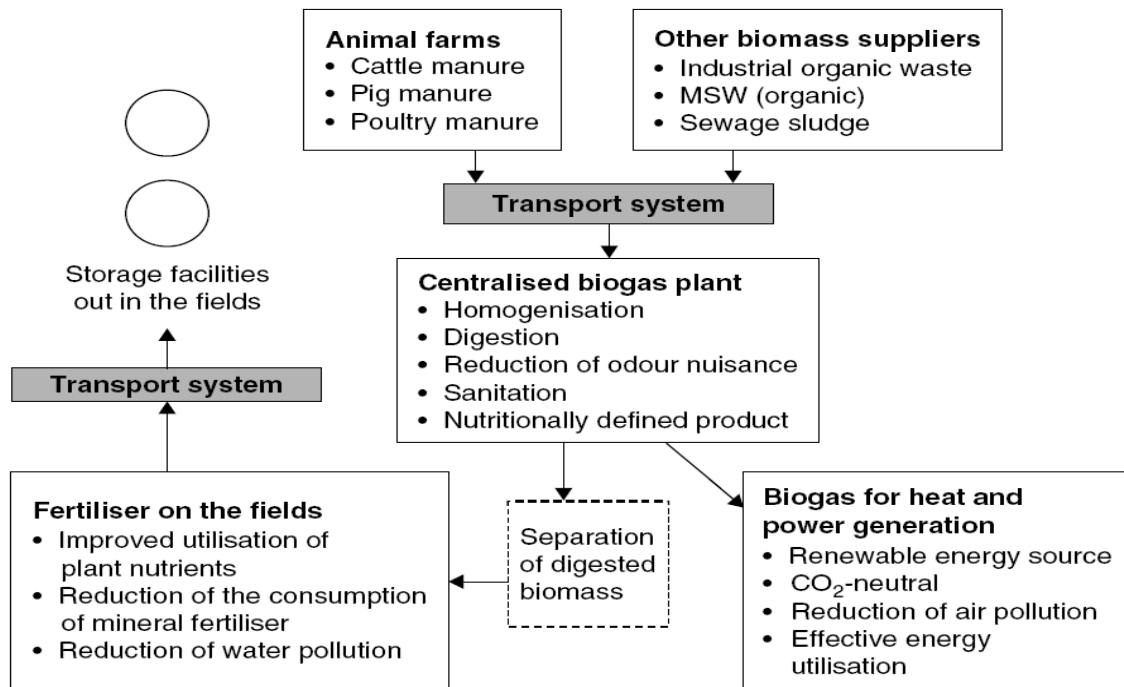 Animal farms
• Cattle manure
• Pig manure
• Poultry manure
Other biomass suppliers
• Industrial organic waste
• MSW (organic)
• Sewage sludge
Transport system
Storage facilities
out in the fields
Centralised biogas plant
• Homogenisation
• Digestion
• Reduction of odour nuisance
• Sanitation
• Nutritionally defined product
Transport system
Fertiliser on the fields
• Improved utilisation of
plant nutrients
• Reduction of the consumption
of mineral fertiliser
• Reduction of water pollution
Separation
of digested
biomass
Biogas for heat and
power generation
• Renewable energy source
• CO₂-neutral
• Reduction of air pollution
• Effective energy
utilisation